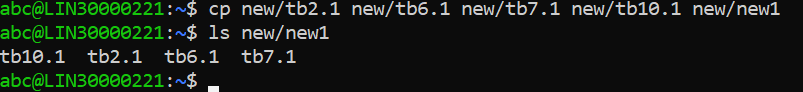 abc@LIN30000221:~$ cp new/tb2.1 new/tb6.1 new/tb7.1 new/tb10.1 new/new1
abc@LIN30000221:~$ ls new/new1
tb10.1  tb2.1  tb6.1  tb7.1
abc@LIN30000221:~$